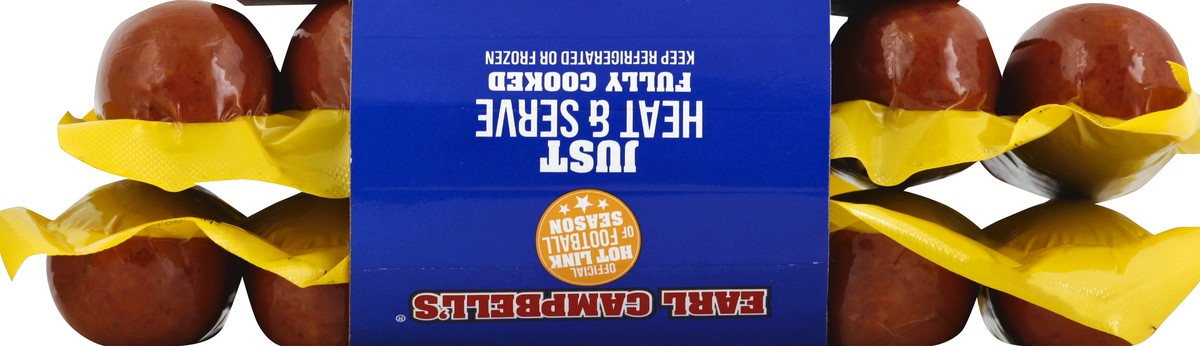 EARL CAMPBELL'S®
OFFICIAL
HOT LINK
OF FOOTBALL
SEASON
JUST
HEAT & SERVE
FULLY COOKED
KEEP REFRIGERATED OR FROZEN